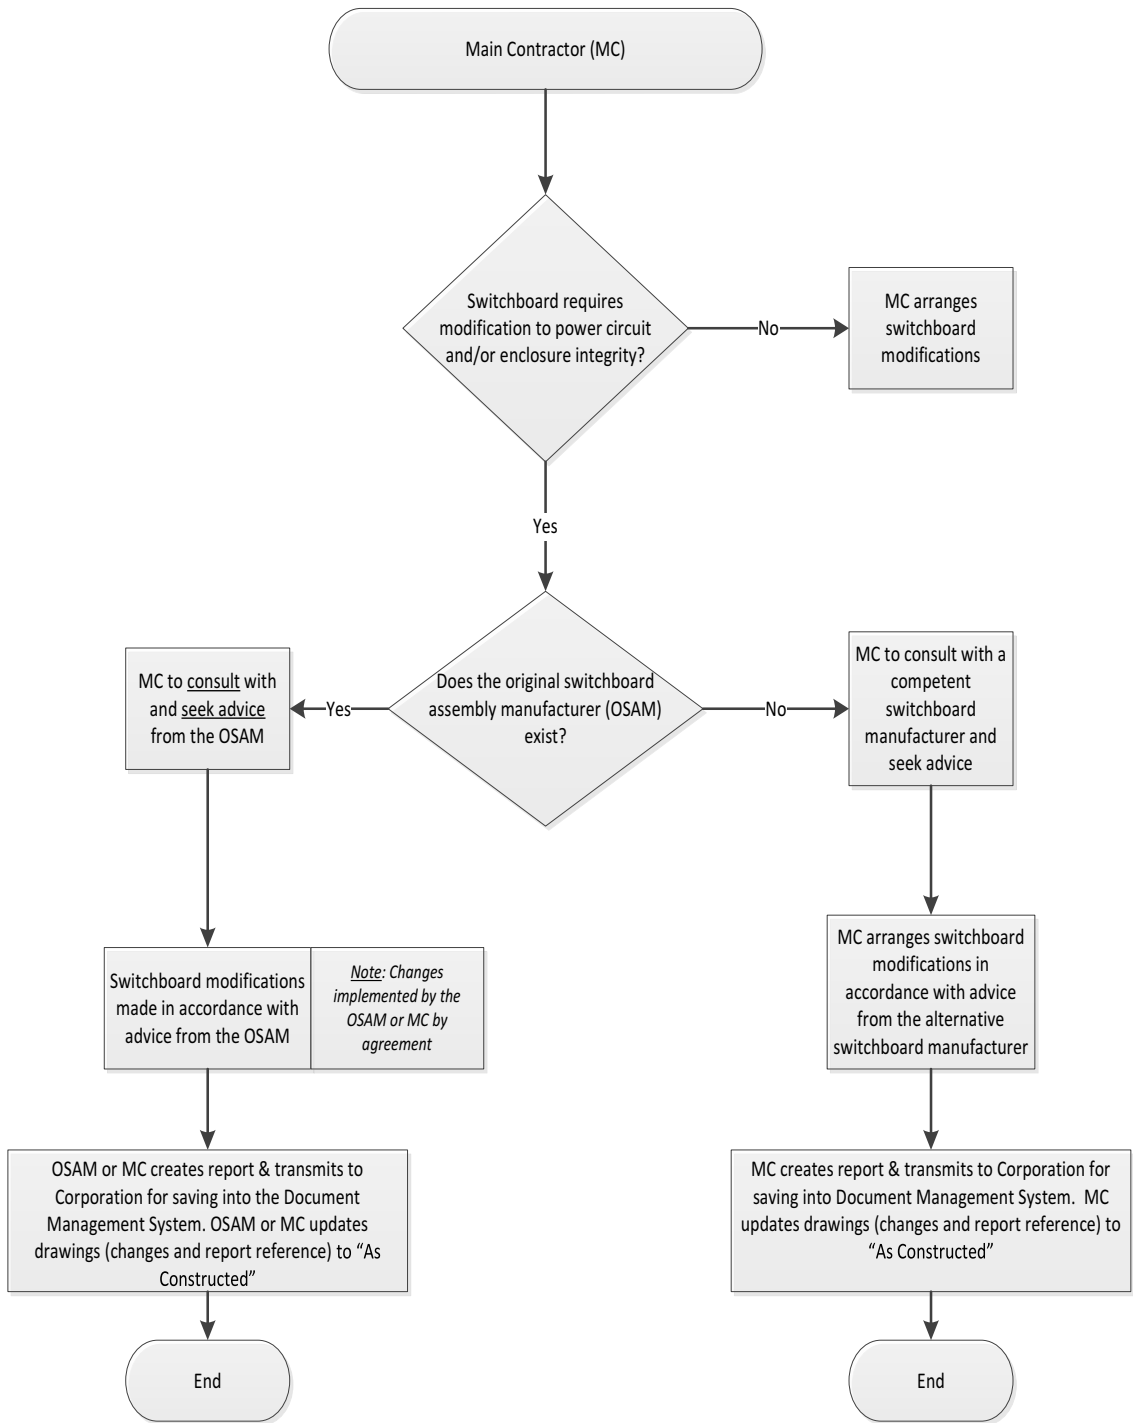 Main Contractor (MC)
Switchboard requires
modification to power circuit
and/or enclosure integrity?
No
MC arranges
switchboard
modifications
Yes
Does the original switchboard
assembly manufacturer (OSAM)
exist?
Yes
MC to consult with
and seek advice
from the OSAM
No
MC to consult with a
competent
switchboard
manufacturer and
seek advice
Switchboard modifications
made in accordance with
advice from the OSAM
Note: Changes
implemented by the
OSAM or MC by
agreement
MC arranges switchboard
modifications in
accordance with advice
from the alternative
switchboard manufacturer
OSAM or MC creates report & transmits to
Corporation for saving into the Document
Management System. OSAM or MC updates
drawings (changes and report reference) to “As
Constructed”
MC creates report & transmits to Corporation for
saving into Document Management System.  MC
updates drawings (changes and report reference) to
“As Constructed”
End
End